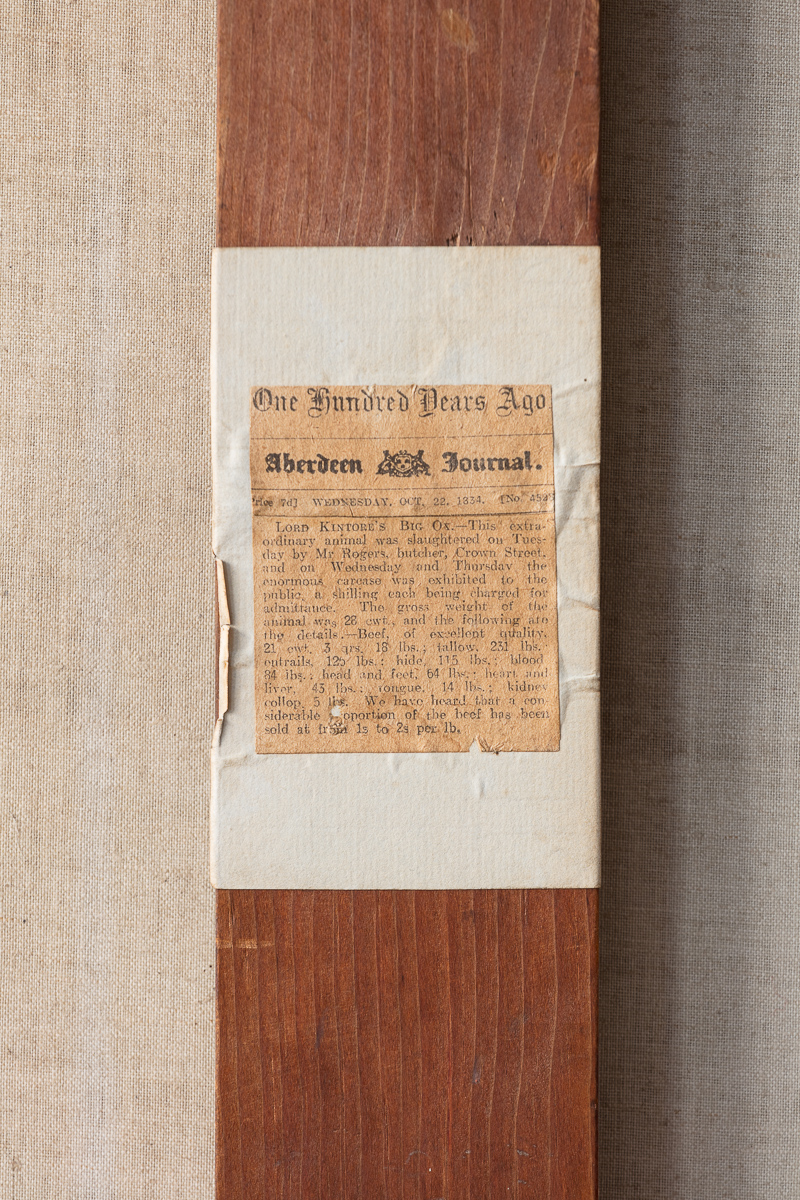 One Hundred Years Ago
Aberdeen Journal.
7d] WEDNESDAY, OCT. 22, 1834. [No.
LORD KINTORE'S BIG OX.—This extra-
ordinary animal was slaughtered on Tues-
day by Mr Rogers, butcher, Crown Street,
and on Wednesday and Thursday the
enormous carcase was exhibited to the
public, a shilling each being charged for
admittance. The gross weight of the
animal was 28 cwt., and the following are
the details.—Beef, of excellent quality,
21 cwt. 3 qrs. 18 lbs.; tallow, 231 lbs.;
entrails, 125 lbs.; hide, 115 lbs.; blood
84 lbs.; head and feet, 64 lbs.; heart and
liver, 43 lbs.; tongue, 14 lbs.; kidney
collop, 5 lbs. We have heard that a con-
siderable oportion of the beef has been
sold at from 1s to 2s per lb.